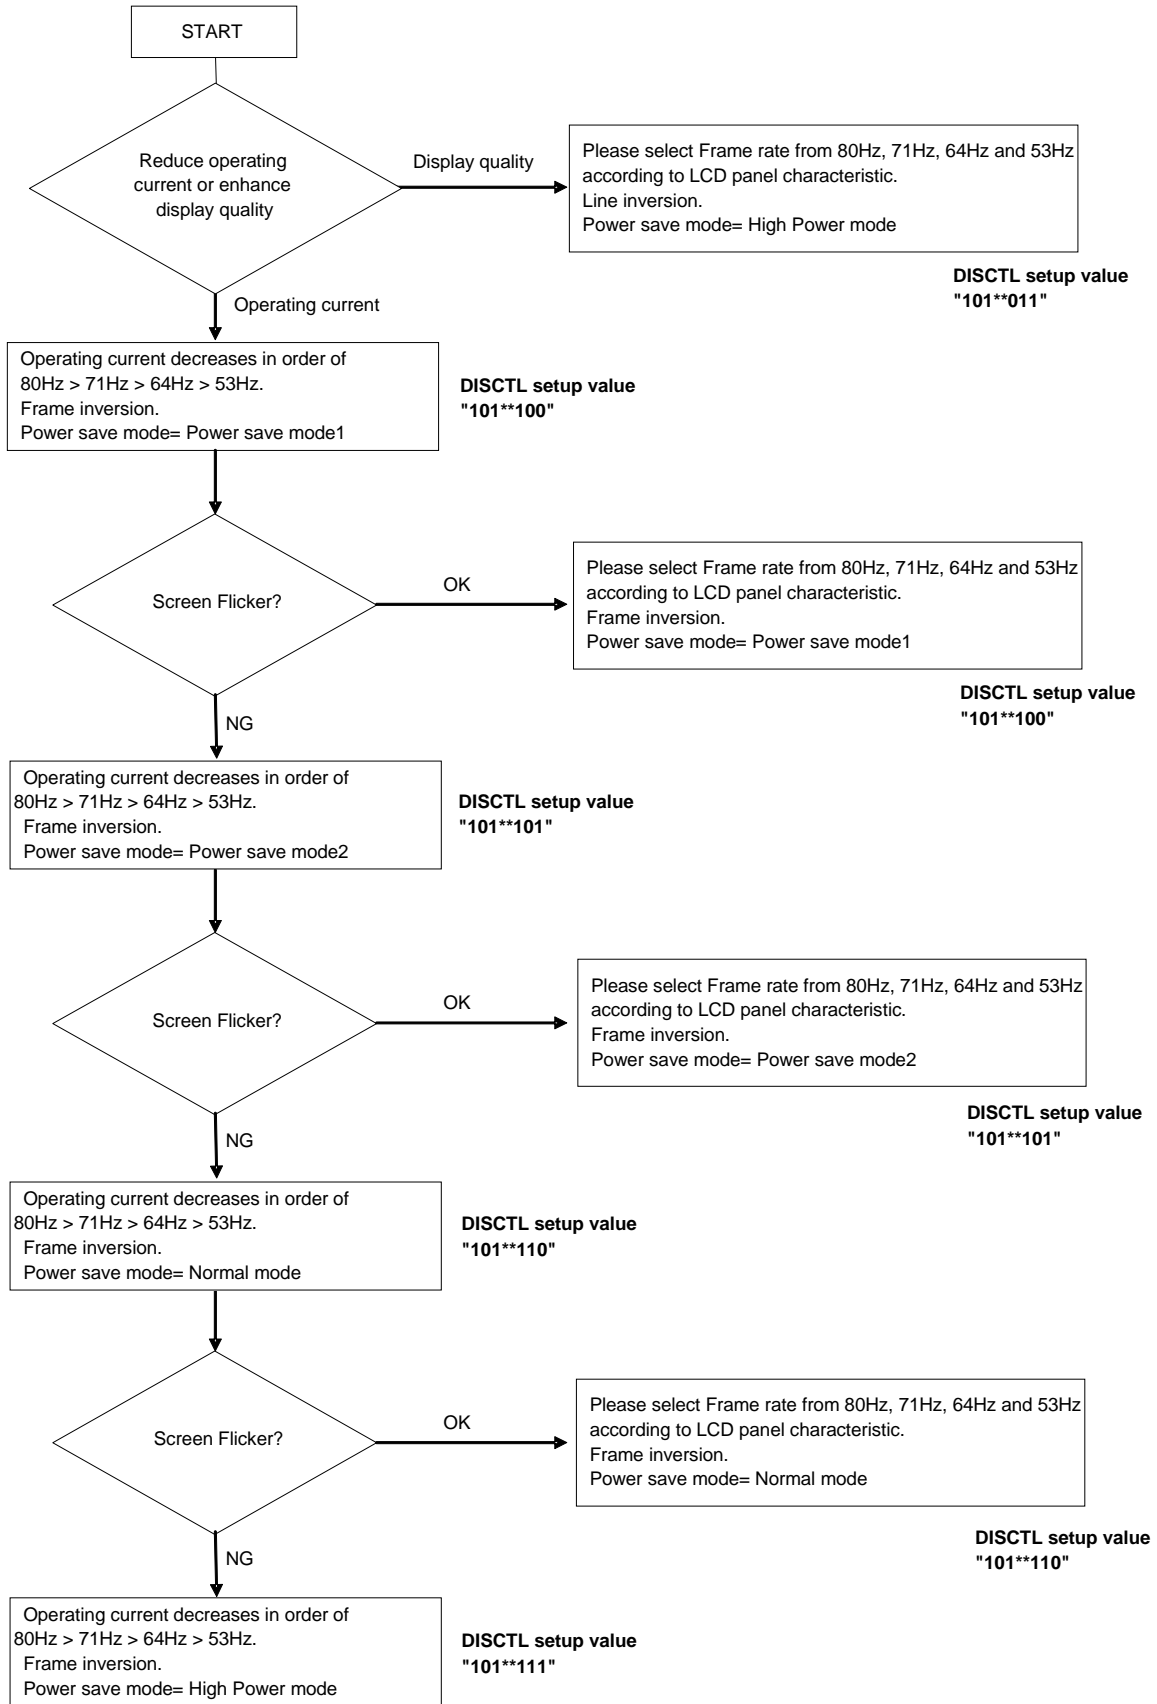 START
Reduce operating
current or enhance
display quality
Display quality
Please select Frame rate from 80Hz, 71Hz, 64Hz and 53Hz
according to LCD panel characteristic.
Line inversion.
Power save mode= High Power mode
DISCTL setup value
"101**011"
Operating current
Operating current decreases in order of
80Hz > 71Hz > 64Hz > 53Hz.
Frame inversion.
Power save mode= Power save mode1
DISCTL setup value
"101**100"
Screen Flicker?
OK
Please select Frame rate from 80Hz, 71Hz, 64Hz and 53Hz
according to LCD panel characteristic.
Frame inversion.
Power save mode= Power save mode1
DISCTL setup value
"101**100"
NG
Operating current decreases in order of
80Hz > 71Hz > 64Hz > 53Hz.
Frame inversion.
Power save mode= Power save mode2
DISCTL setup value
"101**101"
Screen Flicker?
OK
Please select Frame rate from 80Hz, 71Hz, 64Hz and 53Hz
according to LCD panel characteristic.
Frame inversion.
Power save mode= Power save mode2
DISCTL setup value
"101**101"
NG
Operating current decreases in order of
80Hz > 71Hz > 64Hz > 53Hz.
Frame inversion.
Power save mode= Normal mode
DISCTL setup value
"101**110"
Screen Flicker?
OK
Please select Frame rate from 80Hz, 71Hz, 64Hz and 53Hz
according to LCD panel characteristic.
Frame inversion.
Power save mode= Normal mode
DISCTL setup value
"101**110"
NG
Operating current decreases in order of
80Hz > 71Hz > 64Hz > 53Hz.
Frame inversion.
Power save mode= High Power mode
DISCTL setup value
"101**111"